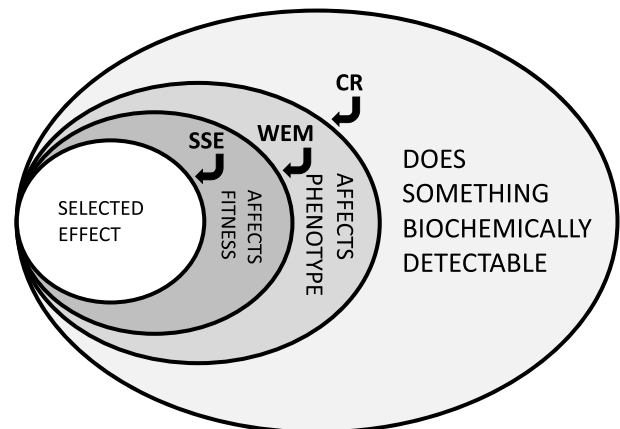 CR
WEM
SSE
SELECTED
EFFECT
AFFECTS
FITNESS
AFFECTS
PHENOTYPE
DOES
SOMETHING
BIOCHEMICALLY
DETECTABLE